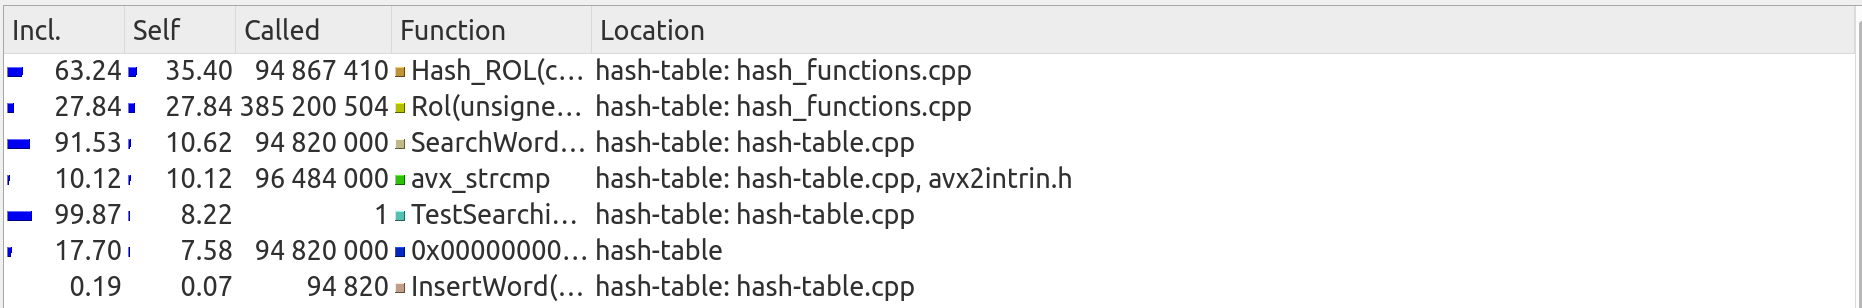 Incl. Self Called Function Location
63.24 35.40 94 867 410 Hash_ROL(c... hash-table: hash_functions.cpp
27.84 27.84 385 200 504 Rol(unsigne... hash-table: hash_functions.cpp
91.53 10.62 94 820 000 SearchWord... hash-table: hash-table.cpp
10.12 10.12 96 484 000 avx_strcmp hash-table: hash-table.cpp, avx2intrin.h
99.87 8.22 1 TestSearchi... hash-table: hash-table.cpp
17.70 7.58 94 820 000 0x00000000... hash-table
0.19 0.07 94 820 InsertWord(... hash-table: hash-table.cpp